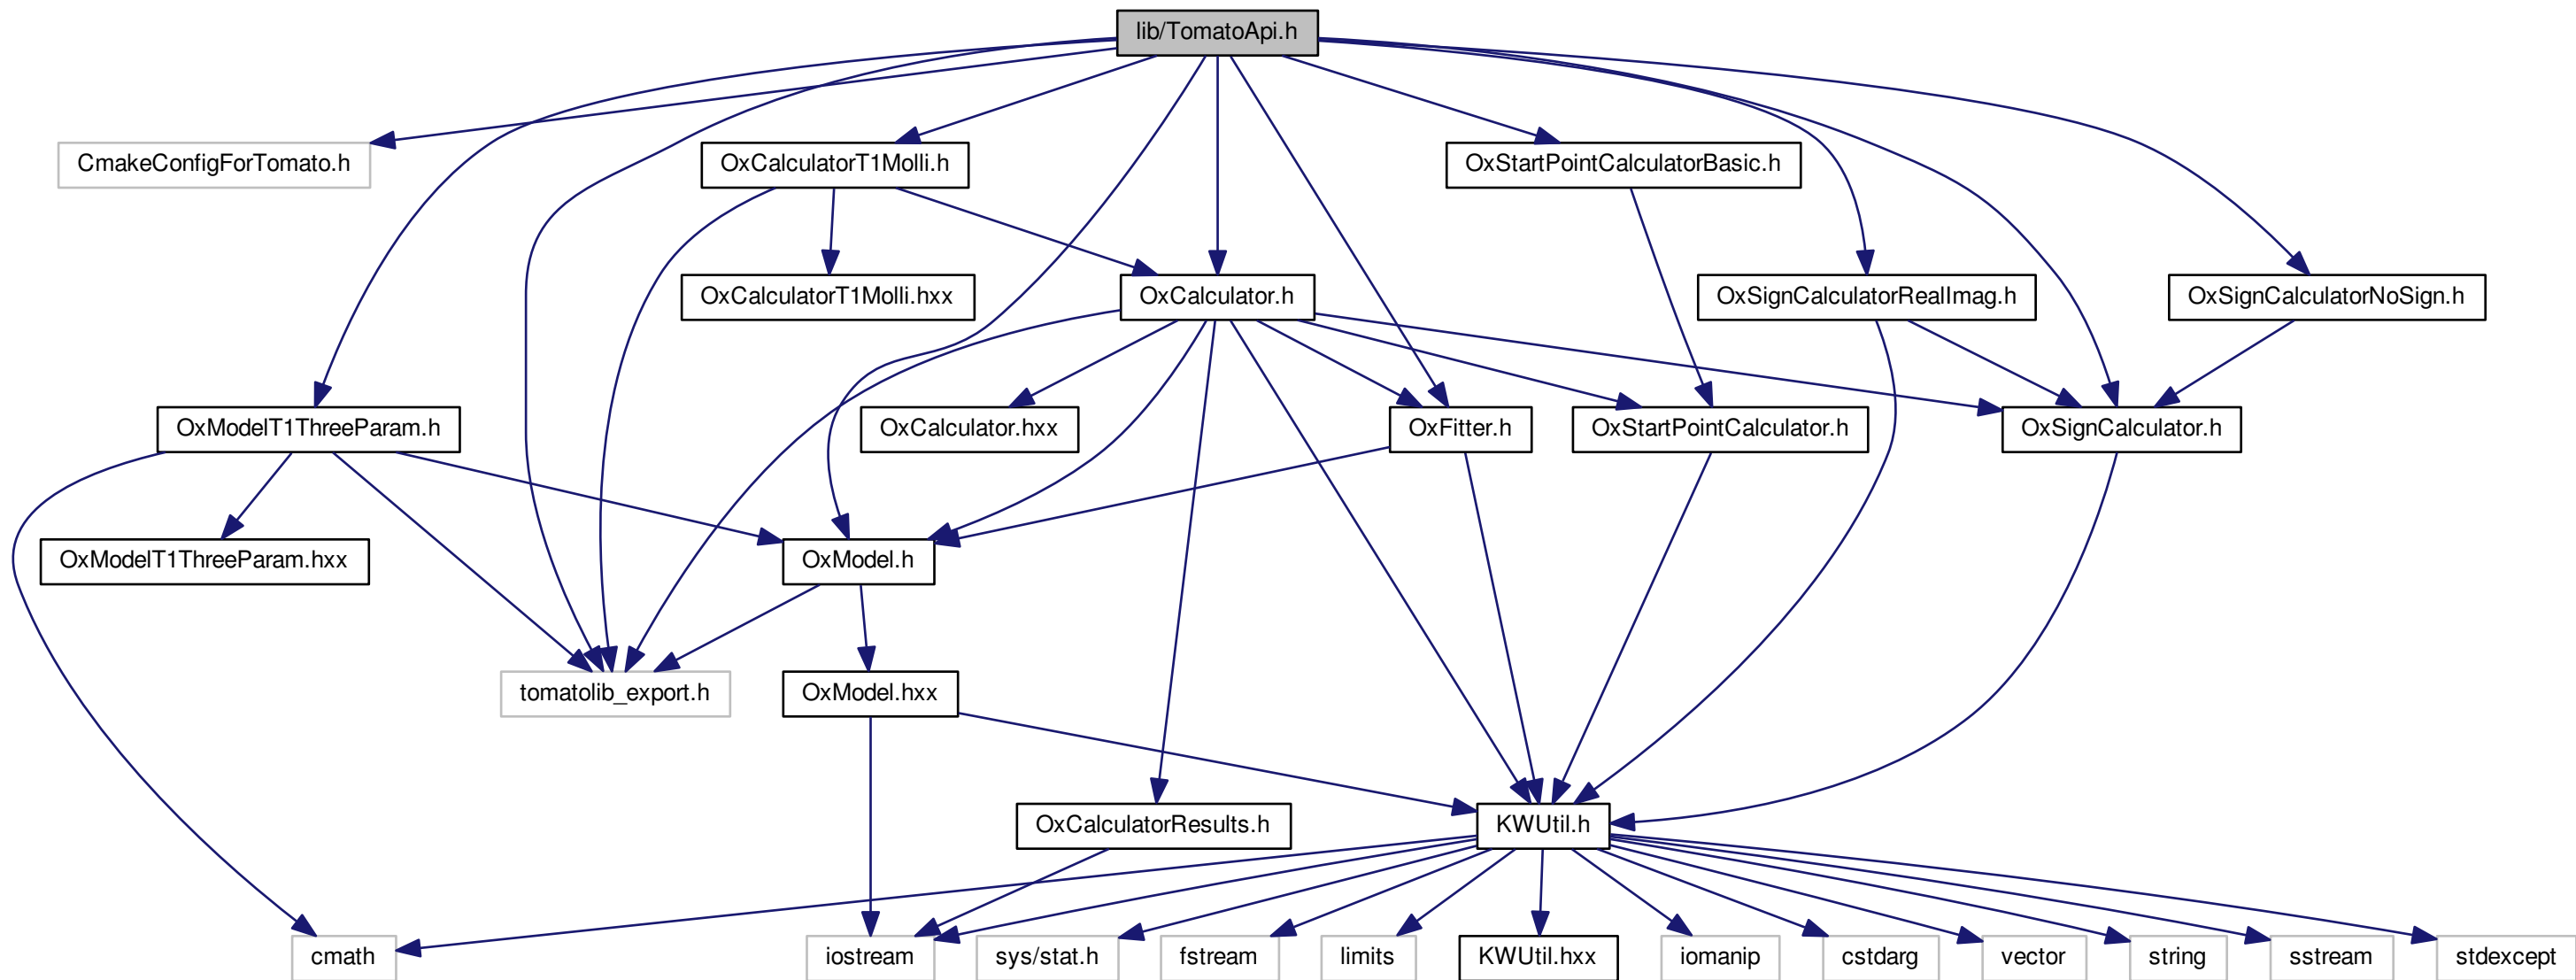 lib/TomatoApi.h
CmakeConfigForTomato.h
OxCalculatorT1Molli.h
OxStartPointCalculatorBasic.h
OxCalculatorT1Molli.hxx
OxCalculator.h
OxSignCalculatorRealImag.h
OxSignCalculatorNoSign.h
OxModelT1ThreeParam.h
OxCalculator.hxx
OxFitter.h
OxStartPointCalculator.h
OxSignCalculator.h
OxModelT1ThreeParam.hxx
OxModel.h
tomatolib_export.h
OxModel.hxx
OxCalculatorResults.h
KWUtil.h
cmath
iostream
sys/stat.h
fstream
limits
KWUtil.hxx
iomanip
cstdarg
vector
string
sstream
stdexcept